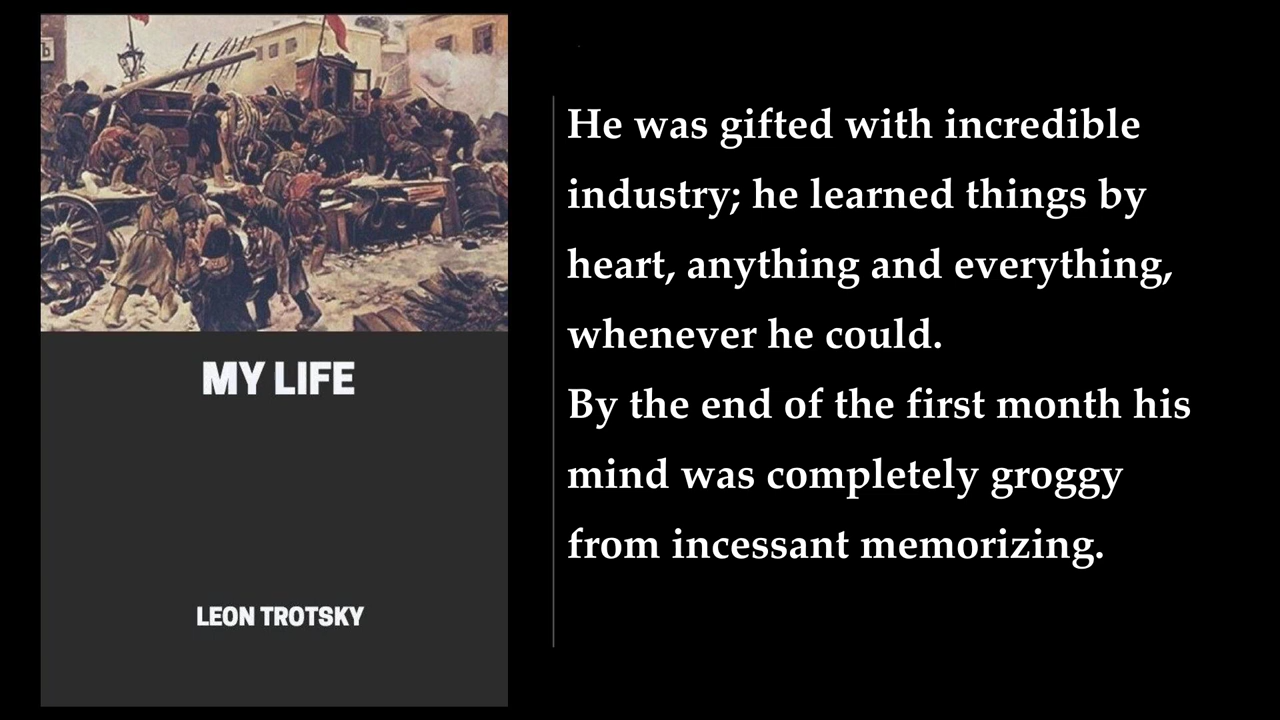 MY LIFE
LEON TROTSKY
He was gifted with incredible
industry; he learned things by
heart, anything and everything,
whenever he could.
By the end of the first month his
mind was completely groggy
from incessant memorizing.